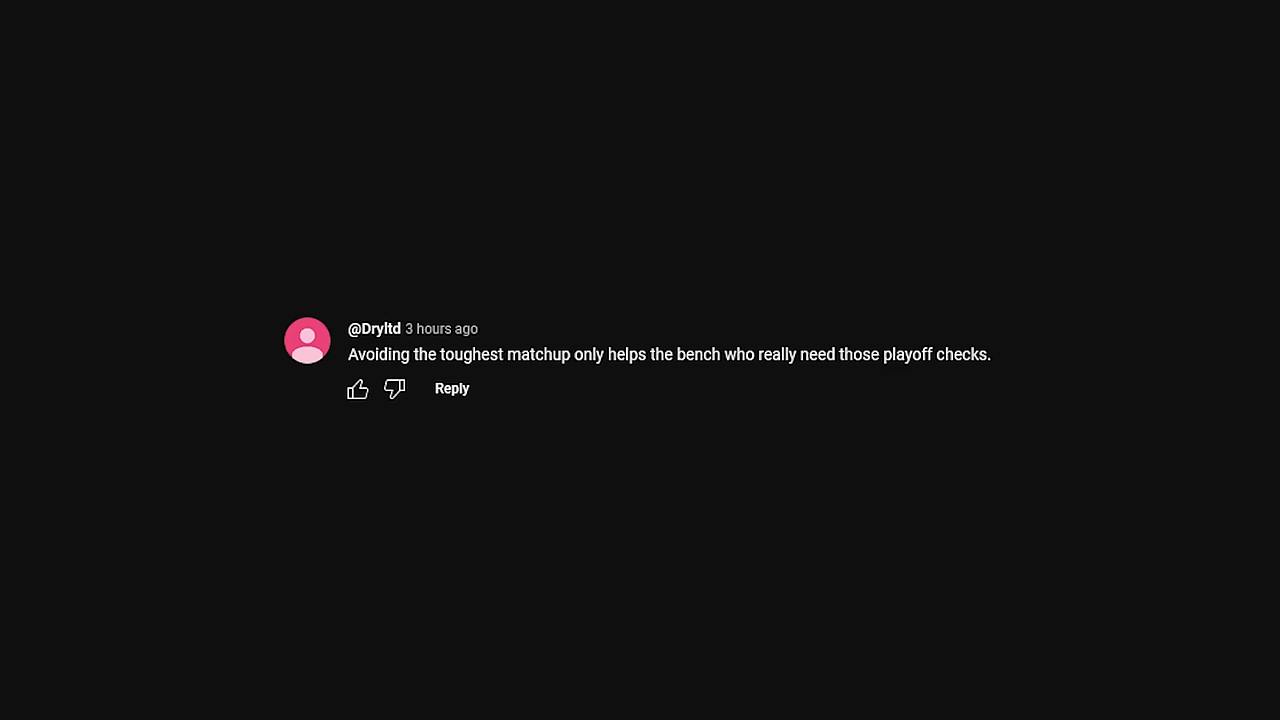 @Dryltd 3 hours ago
Avoiding the toughest matchup only helps the bench who really need those playoff checks.
Reply